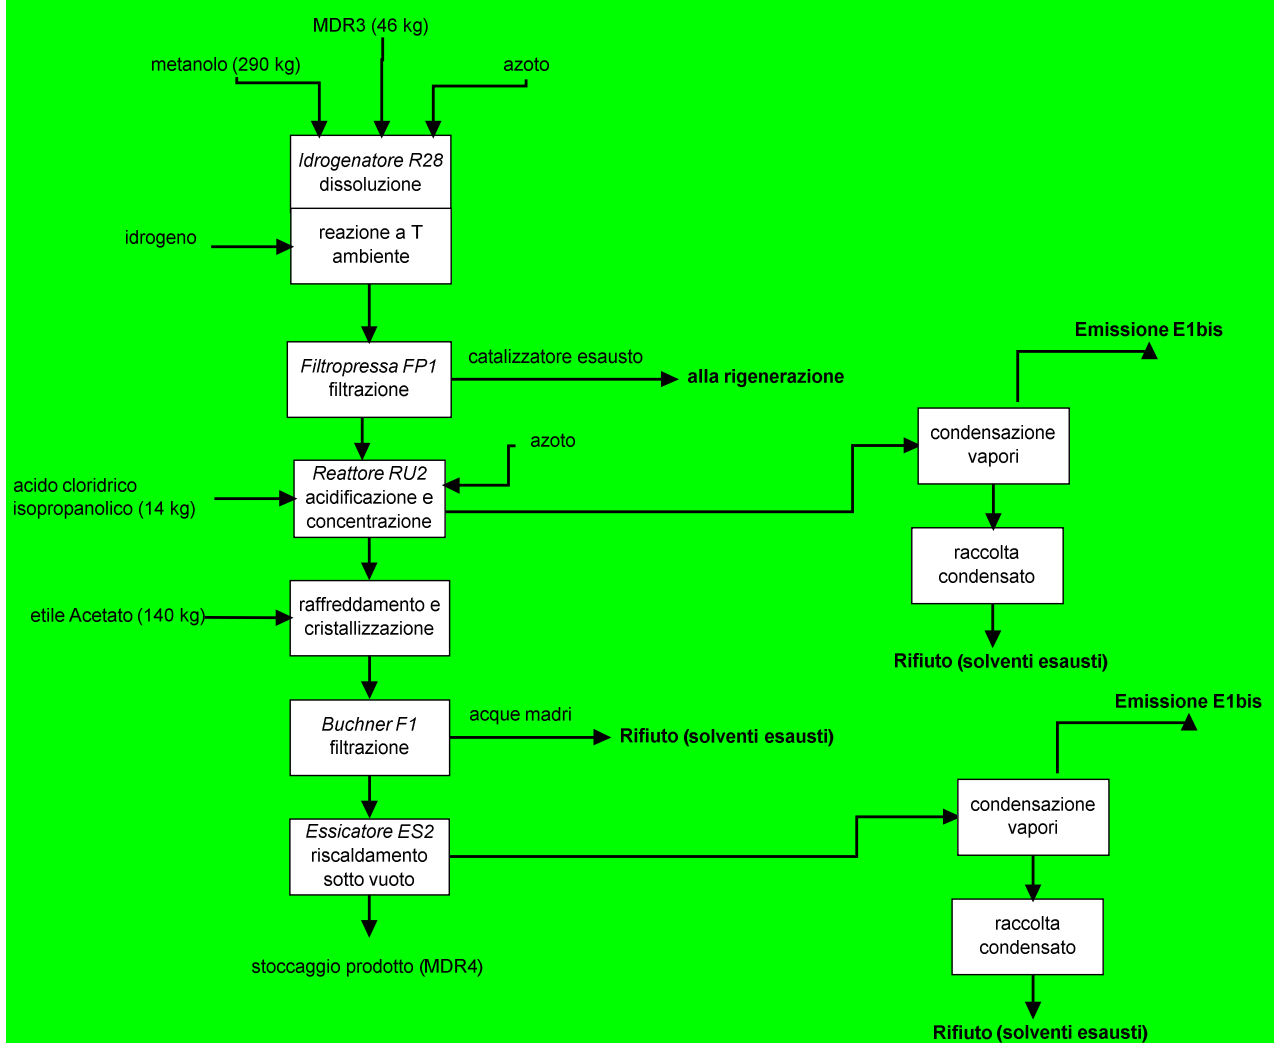 MDR3 (46 kg)
metanolo (290 kg)
azoto
Idrogenatore R28
dissoluzione
idrogeno
reazione a T
ambiente
Emissione E1bis
Filtropressa FP1
filtrazione
catalizzatore esausto
alla rigenerazione
condensazione
vapori
azoto
Reattore RU2
acidificazione e
concentrazione
acido cloridrico
isopropanolico (14 kg)
raccolta
condensato
etile Acetato (140 kg)
raffreddamento e
cristallizzazione
Rifiuto (solventi esausti)
Emissione E1bis
Buchner F1
filtrazione
acque madri
Rifiuto (solventi esausti)
condensazione
vapori
Essicatore ES2
riscaldamento
sotto vuoto
raccolta
condensato
stoccaggio prodotto (MDR4)
Rifiuto (solventi esausti)